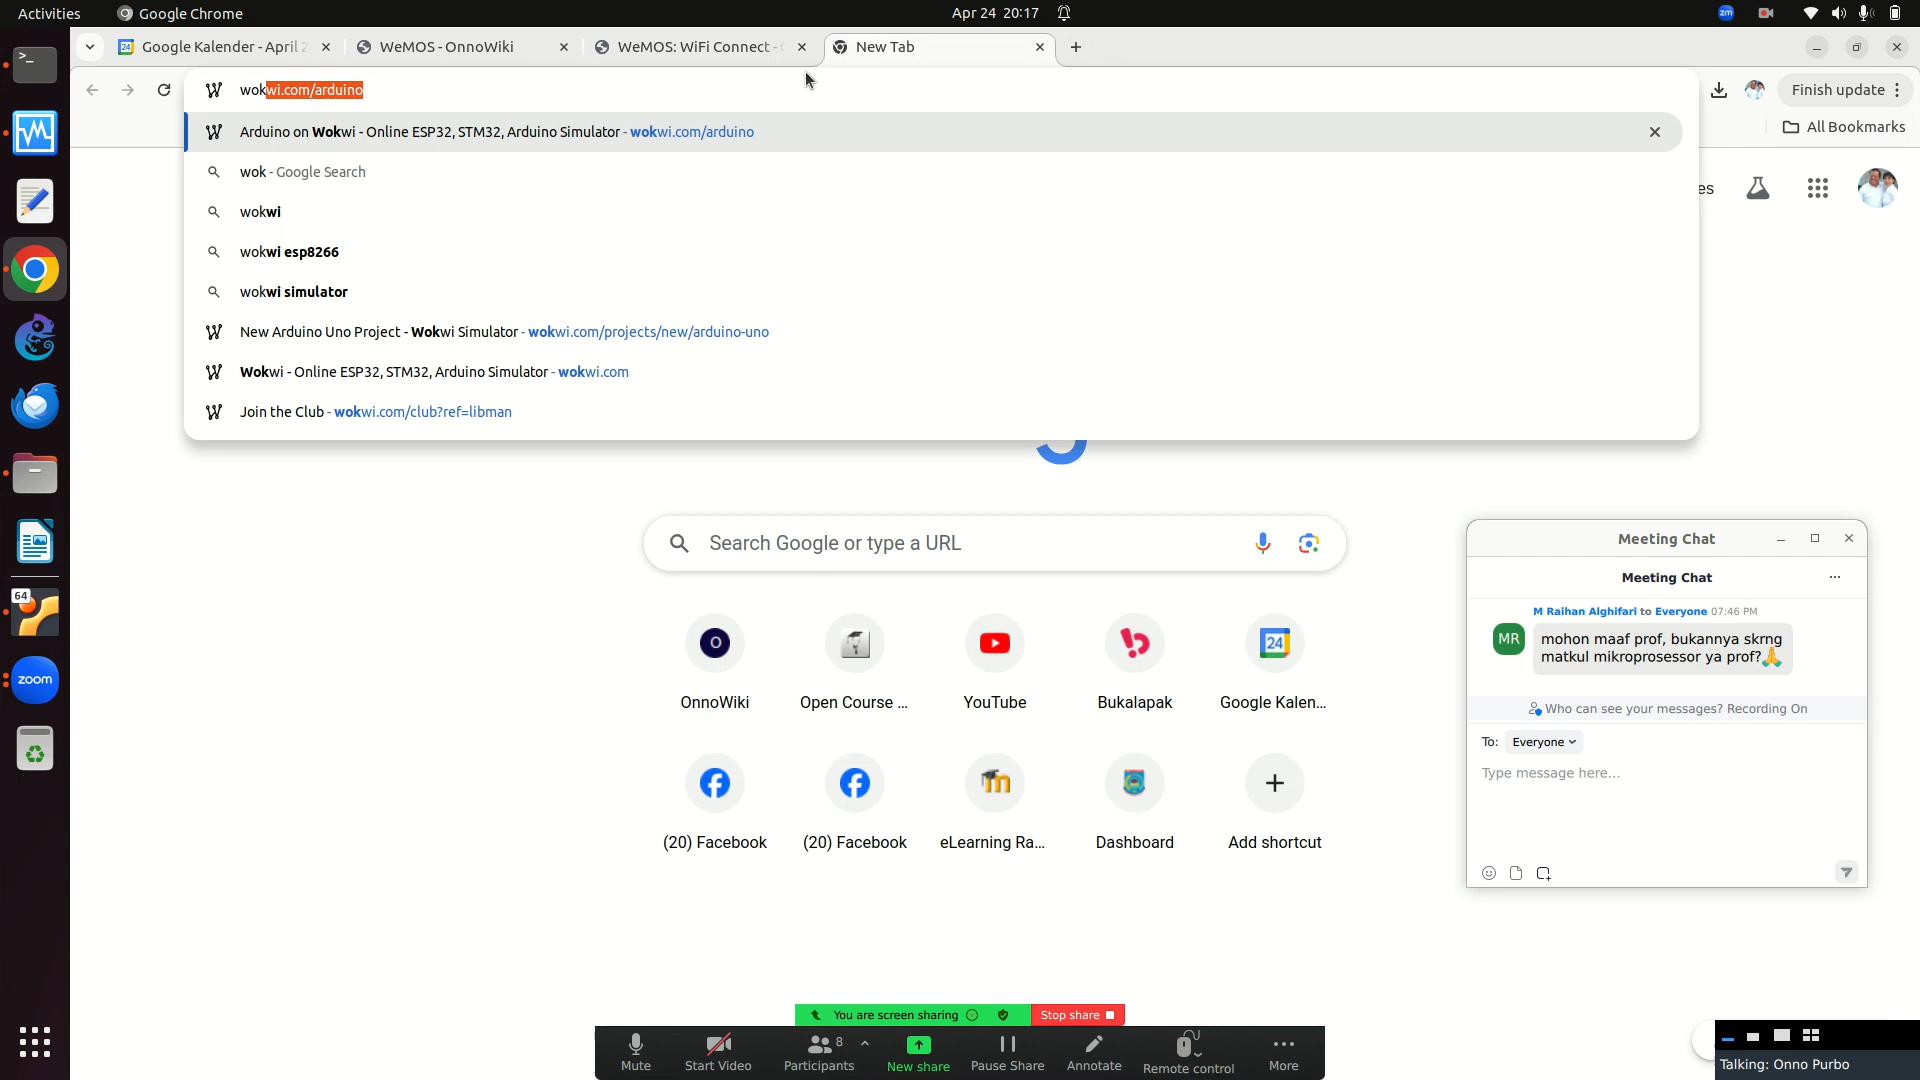 Activities
Google Chrome
Apr 24 20:17
zm
24 Google Kalender - April 2
WeMOS - OnnoWiki
WeMOS: WiFi Connect -
New Tab
wokwi.com/arduino
Finish update
Arduino on Wokwi - Online ESP32, STM32, Arduino Simulator - wokwi.com/arduino
All Bookmarks
wok - Google Search
es
wokwi
wokwi esp8266
wokwi simulator
New Arduino Uno Project - Wokwi Simulator - wokwi.com/projects/new/arduino-uno
Wokwi - Online ESP32, STM32, Arduino Simulator - wokwi.com
Join the Club - wokwi.com/club?ref=libman
Search Google or type a URL
O
24
OnnoWiki
Open Course ...
YouTube
Bukalapak
Google Kalen...
(20) Facebook
(20) Facebook
eLearning Ra...
Dashboard
Add shortcut
64
zoom
Meeting Chat
Meeting Chat
M Raihan Alghifari to Everyone 07:46 PM
MR
mohon maaf prof, bukannya skrng
matkul mikroprosessor ya prof?🙏
Who can see your messages? Recording On
To: Everyone
Type message here...
You are screen sharing
Stop share
Mute
Start Video
Participants
8
New share
Pause Share
Annotate
Remote control
More
Talking: Onno Purbo